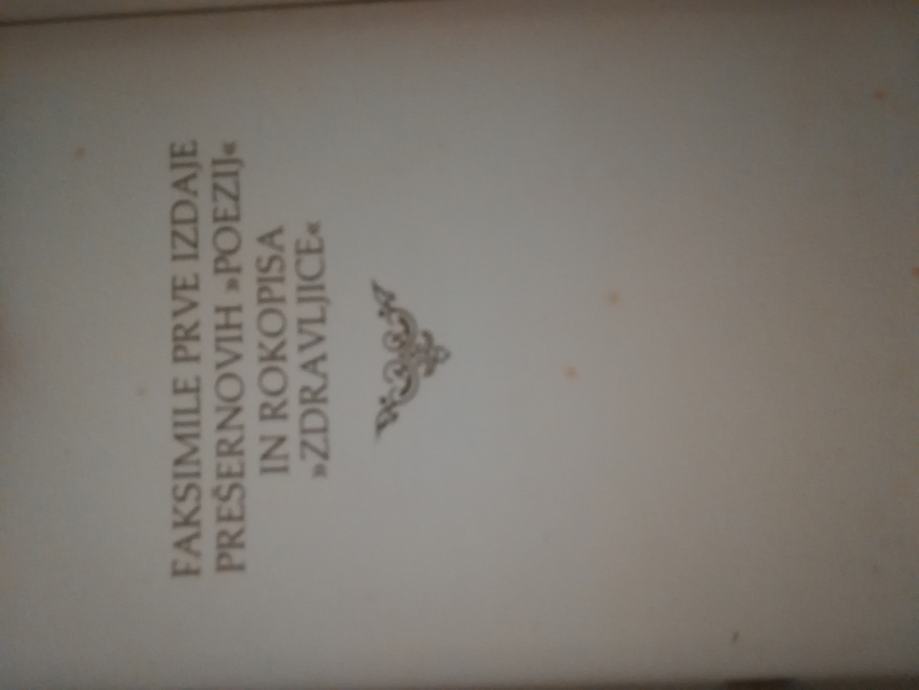 FAKSIMILE PRVE IZDAJE
PREŠERNOVIH »POEZIJ«
IN ROKOPISA
»ZDRAVLJICE«